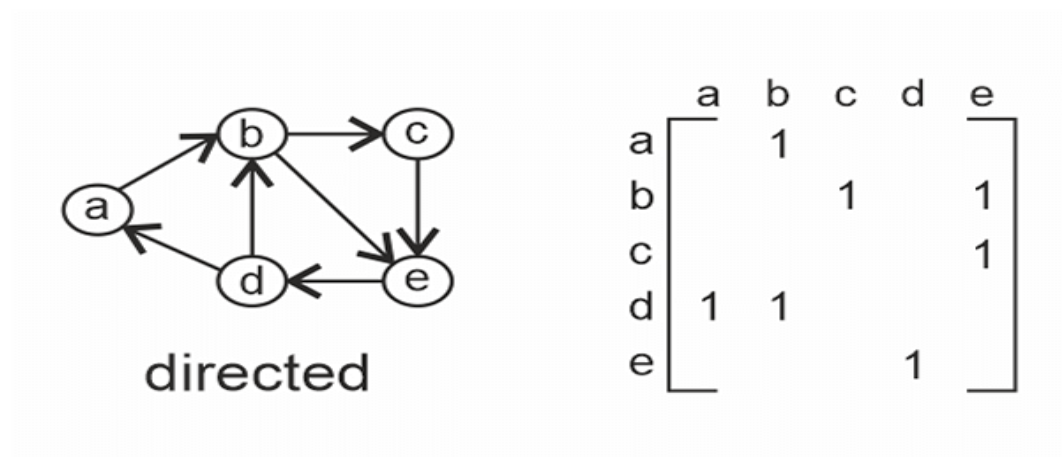 b c
a
d e
directed
a b c d e
a 1
b 1 1
c 1
d 1 1
e 1